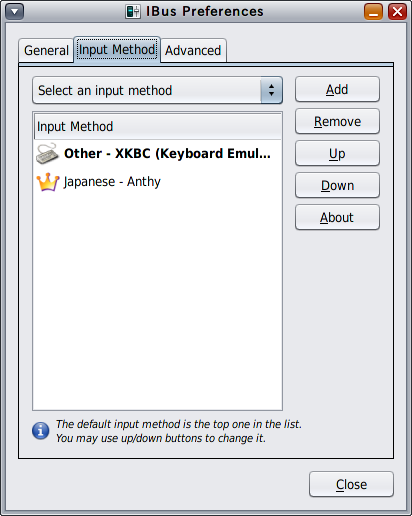 IBus Preferences
General Input Method Advanced
Select an input method
Add
Input Method
Remove
Other - XKBC (Keyboard Emul...
Up
Japanese - Anthy
Down
About
The default input method is the top one in the list.
You may use up/down buttons to change it.
Close